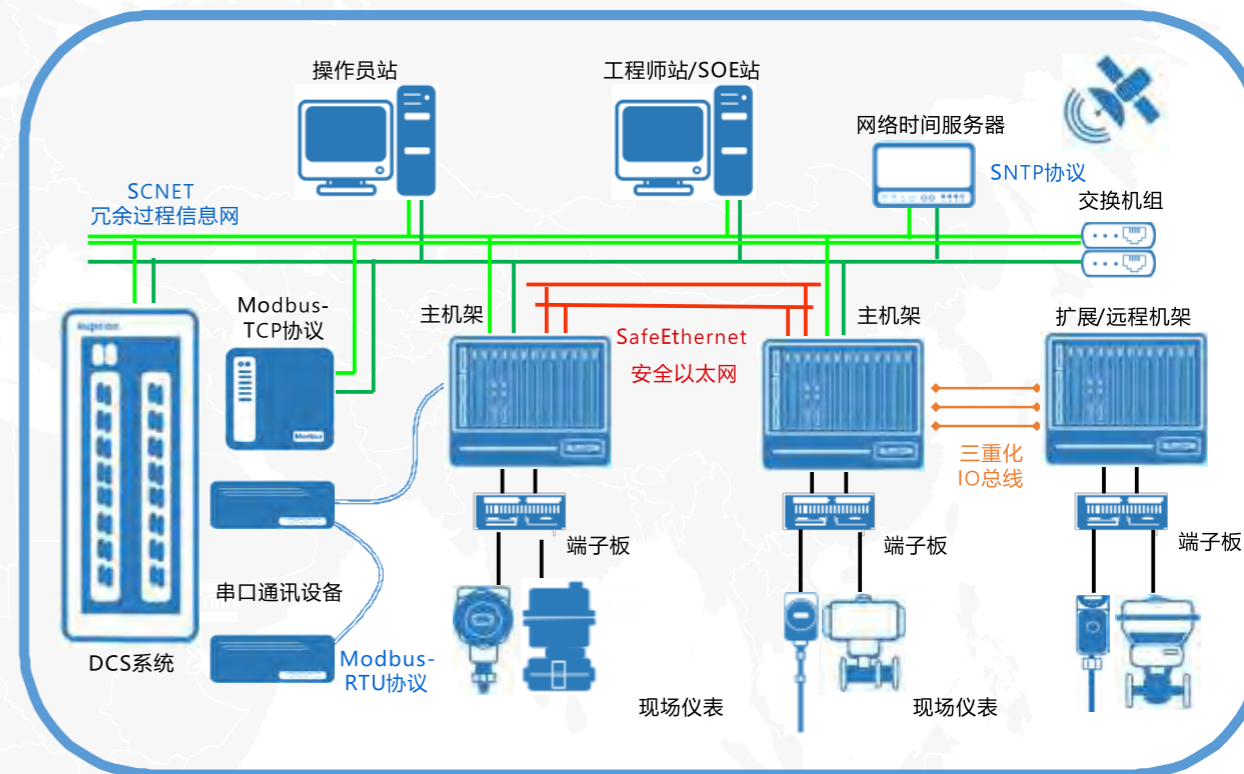 操作员站
工程师站/SOE站
网络时间服务器
SNTP协议
交换机组
SCNET
冗余过程信息网
Modbus-
TCP协议
主机架
SafeEthernet
安全以太网
主机架
扩展/远程机架
Modbus
三重化
IO总线
端子板
端子板
端子板
串口通讯设备
DCS系统
Modbus-
RTU协议
现场仪表
现场仪表